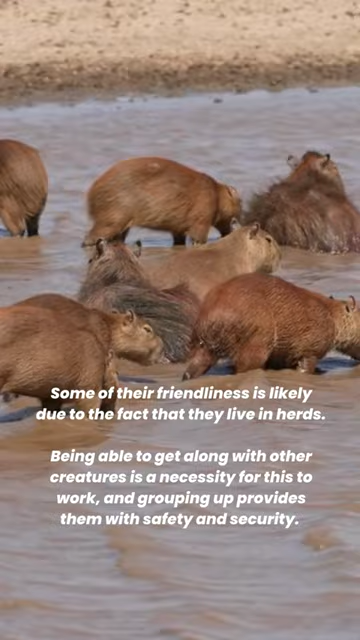 Some of their friendliness is likely
due to the fact that they live in herds.
Being able to get along with other
creatures is a necessity for this to
work, and grouping up provides
them with safety and security.